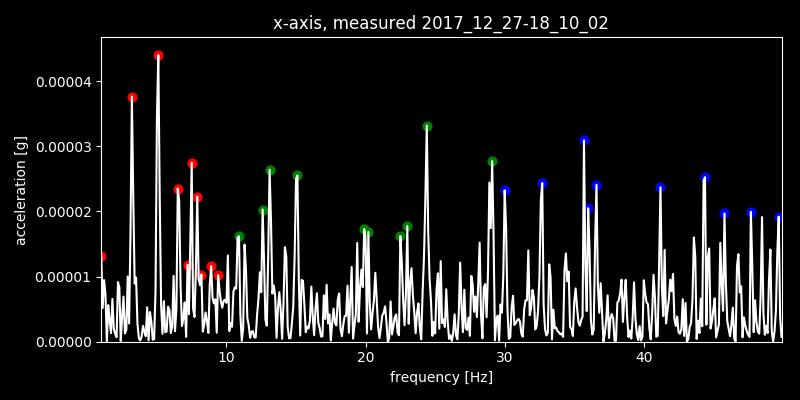 x-axis, measured 2017_12_27-18_10_02
0.00004
0.00003
0.00002
0.00001
0.00000
acceleration [g]
10 20 30 40
frequency [Hz]